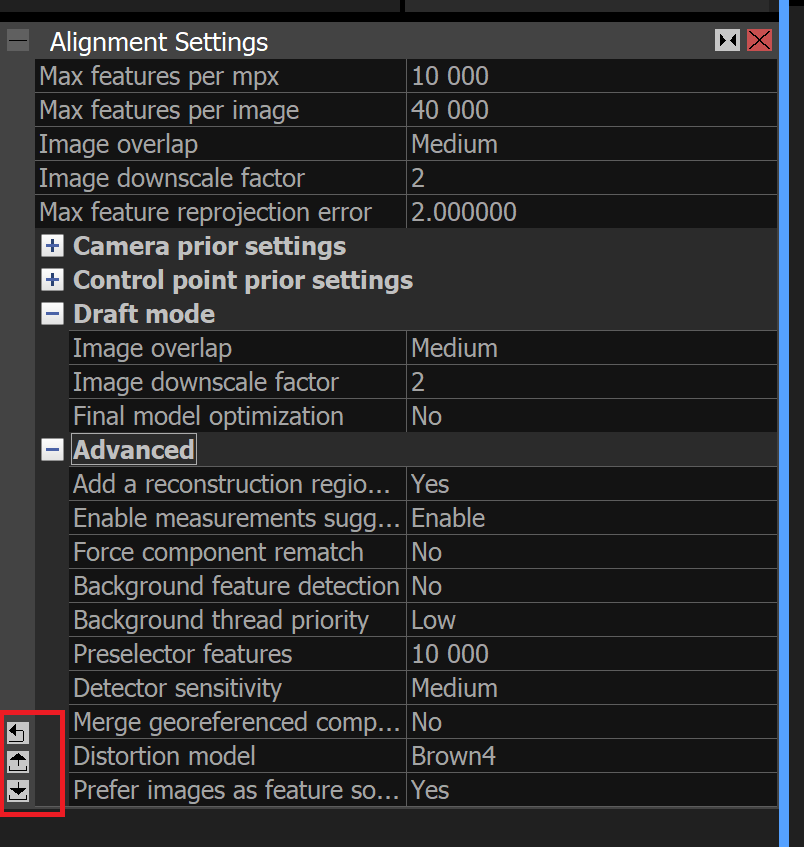 Alignment Settings
Max features per mpx 10 000
Max features per image 40 000
Image overlap Medium
Image downscale factor 2
Max feature reprojection error 2.000000
Camera prior settings
Control point prior settings
Draft mode
Image overlap Medium
Image downscale factor 2
Final model optimization No
Advanced
Add a reconstruction regio... Yes
Enable measurements sugg... Enable
Force component rematch No
Background feature detection No
Background thread priority Low
Preselector features 10 000
Detector sensitivity Medium
Merge georeferenced comp... No
Distortion model Brown4
Prefer images as feature so... Yes